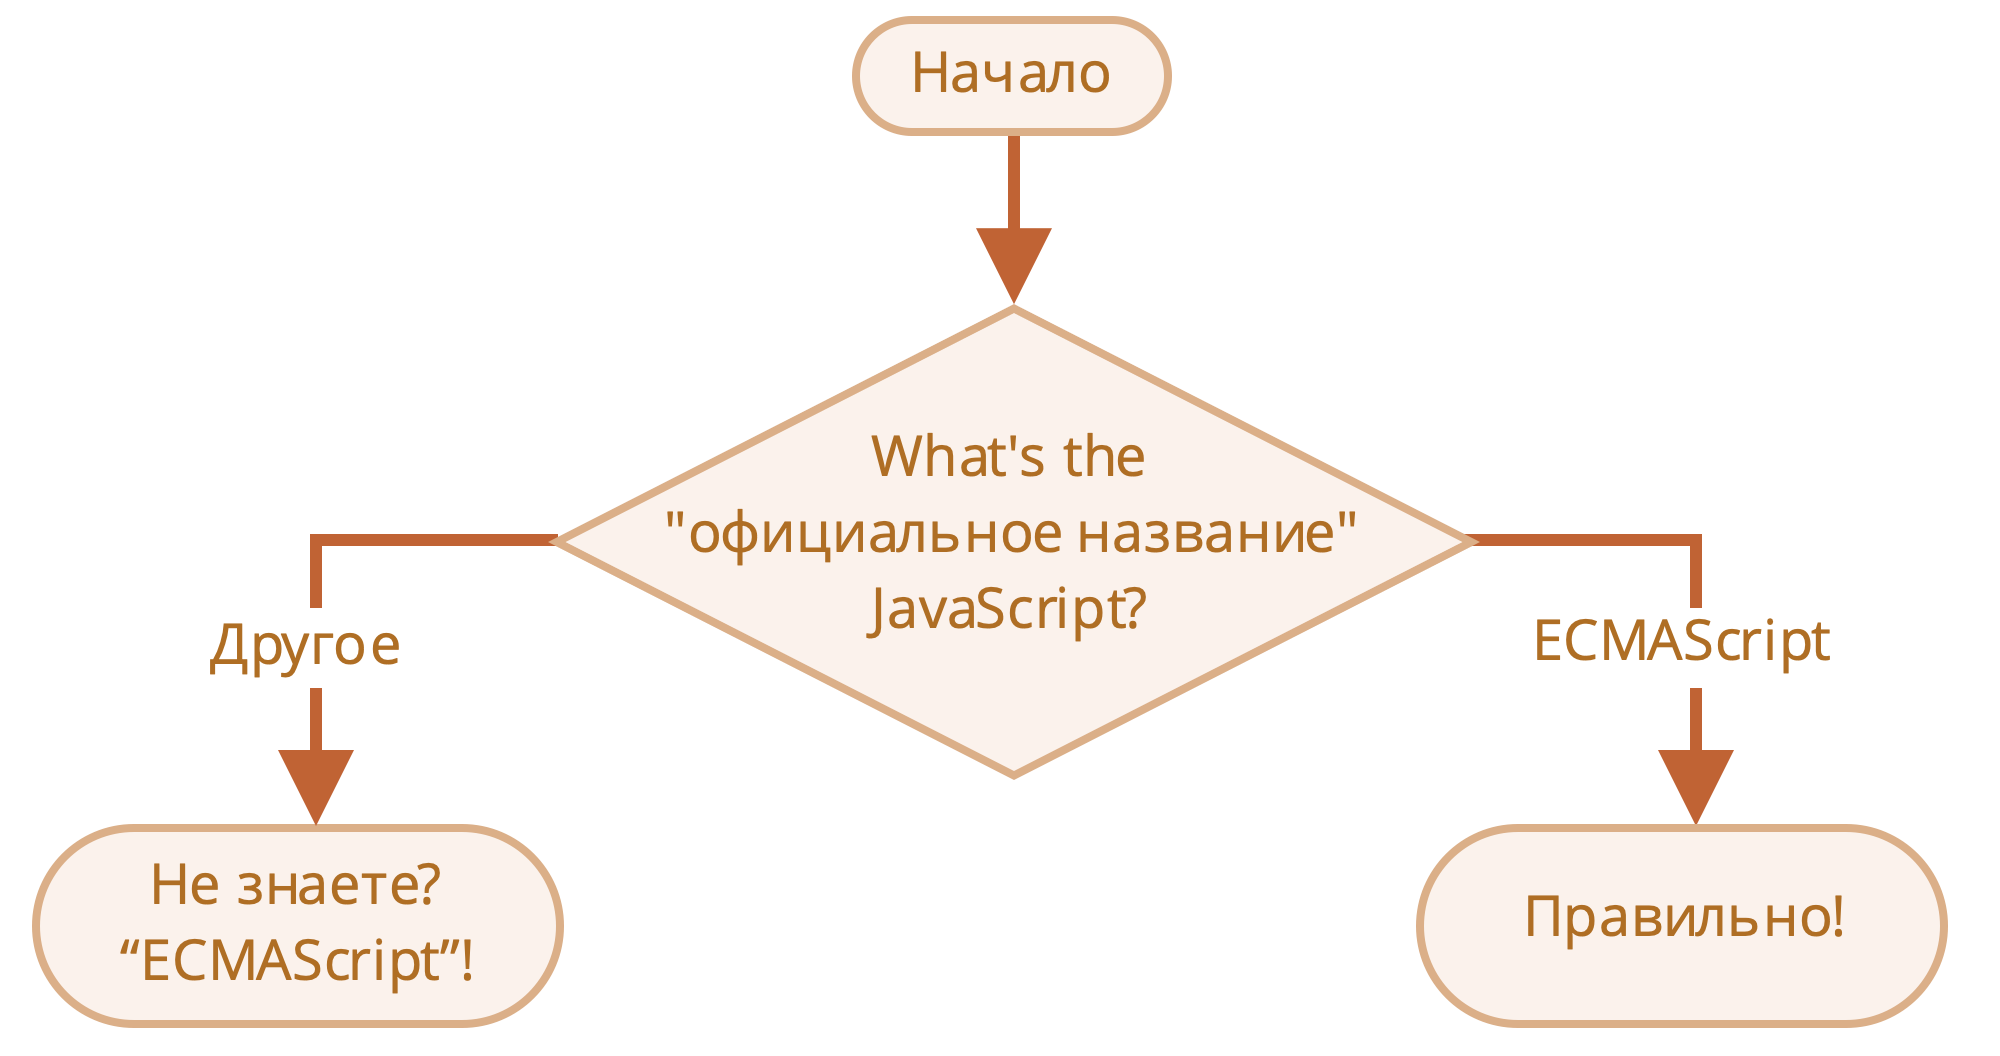 Начало
What's the
"официальное название"
JavaScript?
Другое
ECMAScript
Не знаете?
“ECMAScript”!
Правильно!